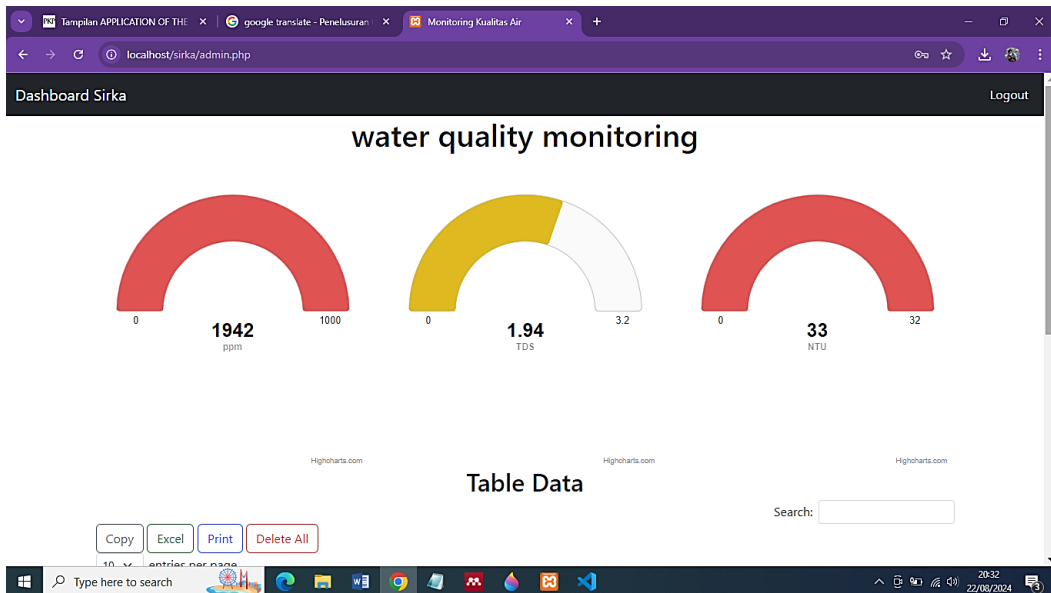 Tampilan APPLICATION OF THE
google translate - Penelusuran
Monitoring Kualitas Air
localhost/sirka/admin.php
Dashboard Sirka
Logout
water quality monitoring
0 1000
1942
ppm
0 3.2
1.94
TDS
0 32
33
NTU
Highcharts.com Highcharts.com Highcharts.com
Table Data
Search:
Copy Excel Print Delete All
10 entries per page
Type here to search
20:32
22/08/2024
3